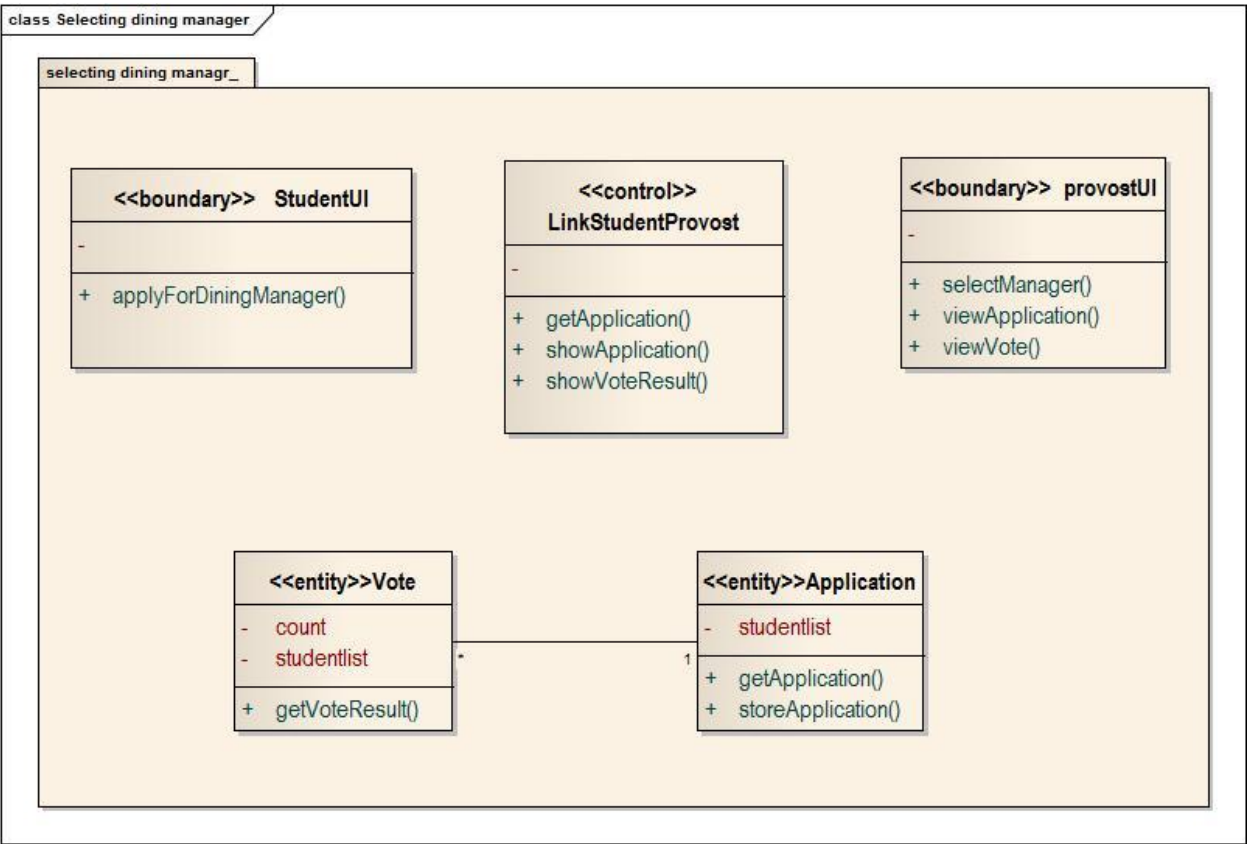 class Selecting dining manager
selecting dining managr_
<<boundary>> StudentUI
-
+ applyForDiningManager()
<<control>>
LinkStudentProvost
-
+ getApplication()
+ showApplication()
+ showVoteResult()
<<boundary>> provostUI
-
+ selectManager()
+ viewApplication()
+ viewVote()
<<entity>>Vote
- count
- studentlist
+ getVoteResult()
* 1
<<entity>>Application
- studentlist
+ getApplication()
+ storeApplication()